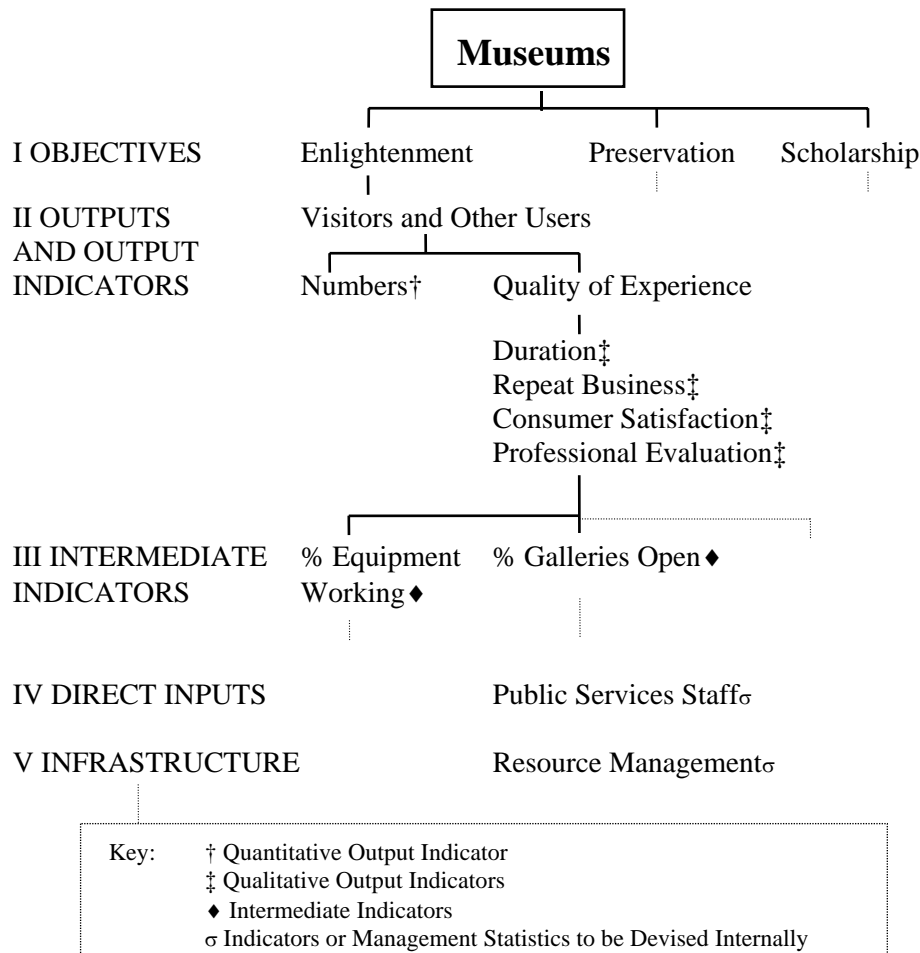 Museums
I OBJECTIVES Enlightenment Preservation Scholarship
II OUTPUTS Visitors and Other Users
AND OUTPUT
INDICATORS Numbers† Quality of Experience
Duration‡
Repeat Business‡
Consumer Satisfaction‡
Professional Evaluation‡
III INTERMEDIATE % Equipment % Galleries Open♦
INDICATORS Working♦
IV DIRECT INPUTS Public Services Staffσ
V INFRASTRUCTURE Resource Managementσ
Key: † Quantitative Output Indicator
‡ Qualitative Output Indicators
♦ Intermediate Indicators
σ Indicators or Management Statistics to be Devised Internally